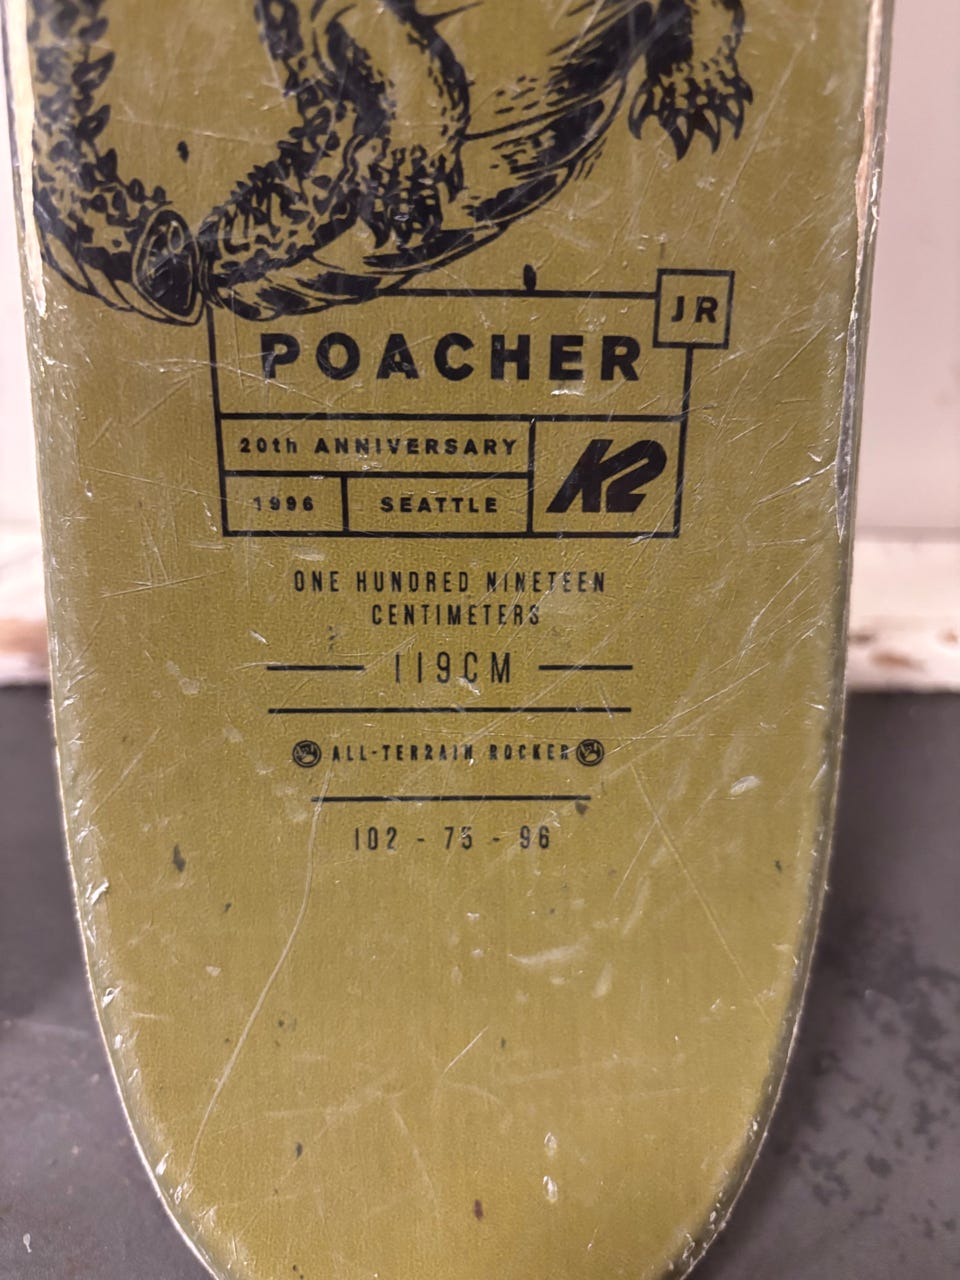 JR
POACHER
20th ANNIVERSARY
1996 SEATTLE
K2
ONE HUNDRED NINETEEN
CENTIMETERS
119CM
ALL-TERRAIN ROCKER
102 - 75 - 96